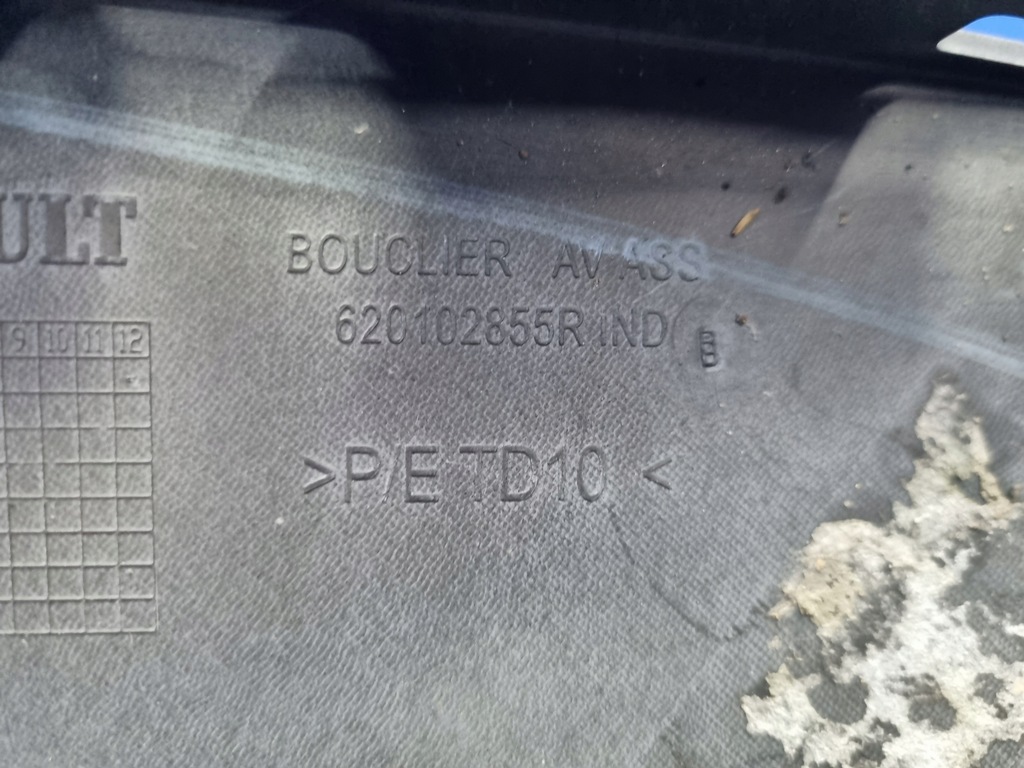 ULT
BOUCLIER AV ASS
620102855R IND B
9 10 11 12
>P/E TD10 <